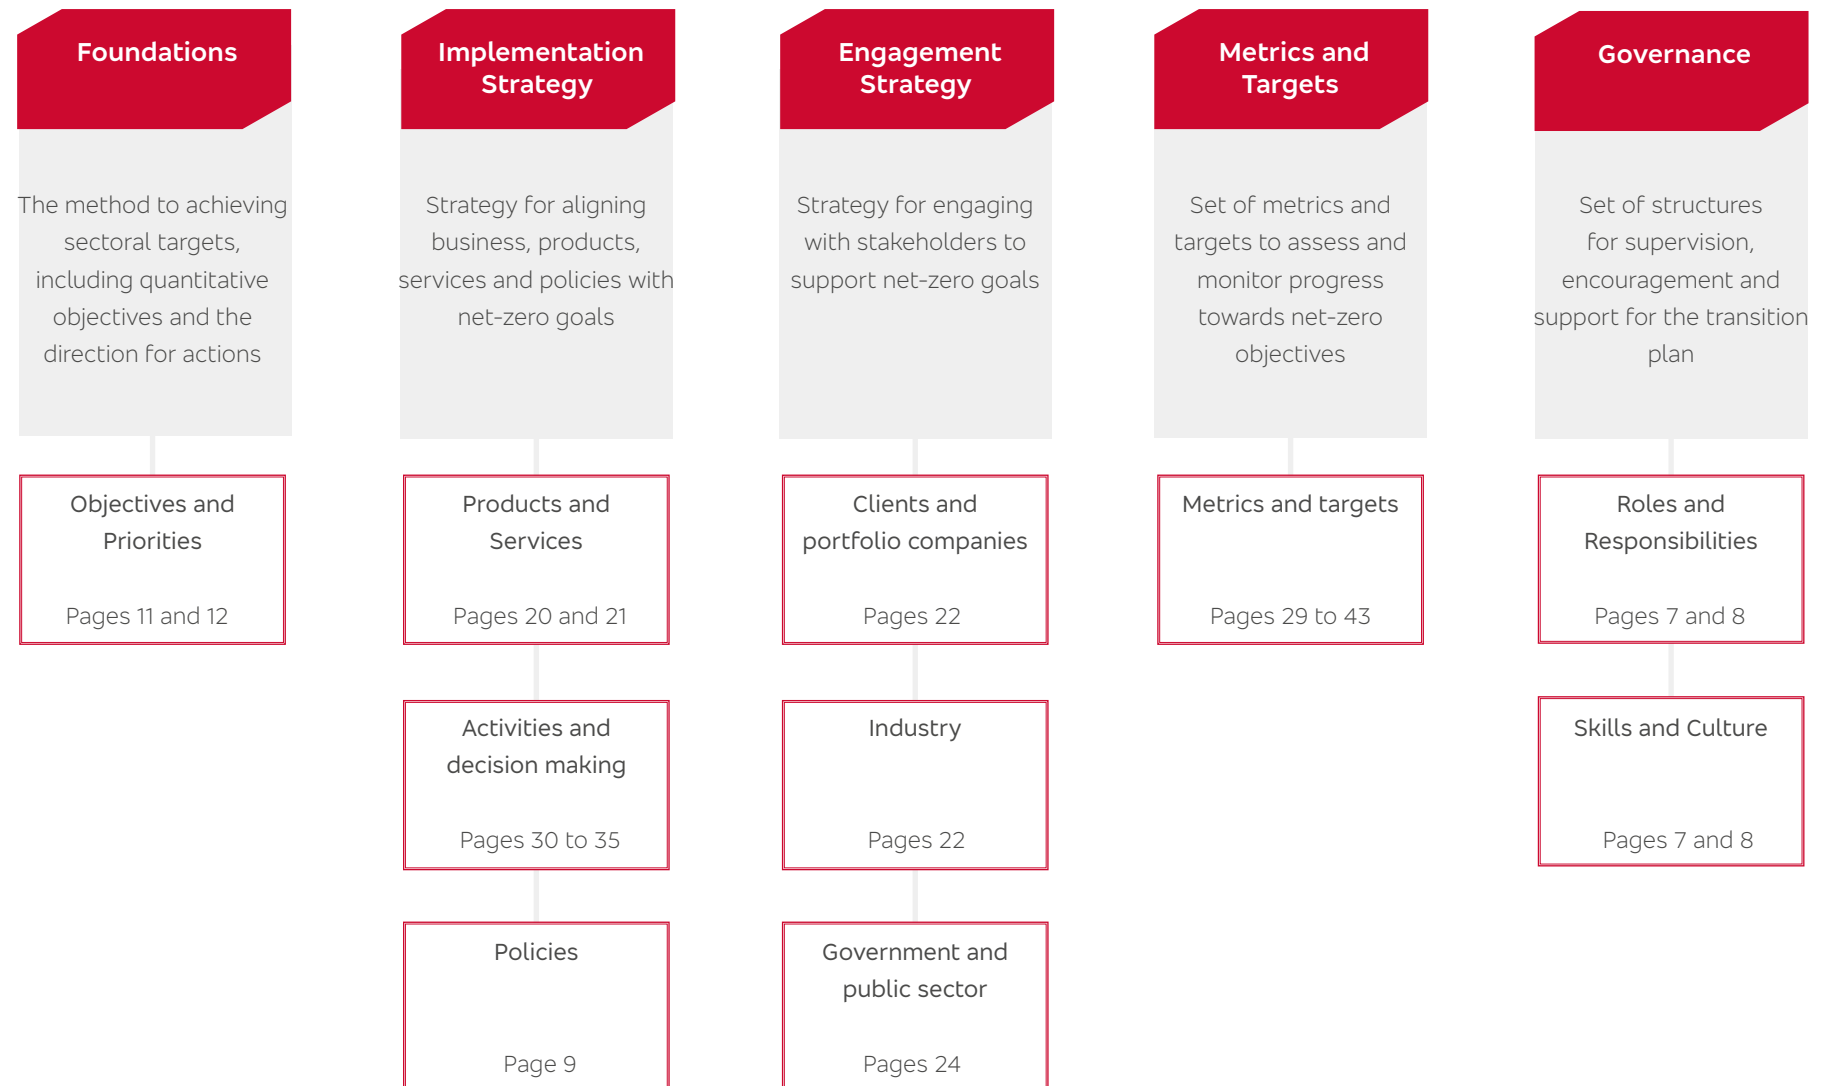 Foundations
The method to achieving
sectoral targets,
including quantitative
objectives and the
direction for actions
Objectives and
Priorities
Pages 11 and 12
Implementation
Strategy
Strategy for aligning
business, products,
services and policies with
net-zero goals
Products and
Services
Pages 20 and 21
Activities and
decision making
Pages 30 to 35
Policies
Page 9
Engagement
Strategy
Strategy for engaging
with stakeholders to
support net-zero goals
Clients and
portfolio companies
Pages 22
Industry
Pages 22
Government and
public sector
Pages 24
Metrics and
Targets
Set of metrics and
targets to assess and
monitor progress
towards net-zero
objectives
Metrics and targets
Pages 29 to 43
Governance
Set of structures
for supervision,
encouragement and
support for the transition
plan
Roles and
Responsibilities
Pages 7 and 8
Skills and Culture
Pages 7 and 8